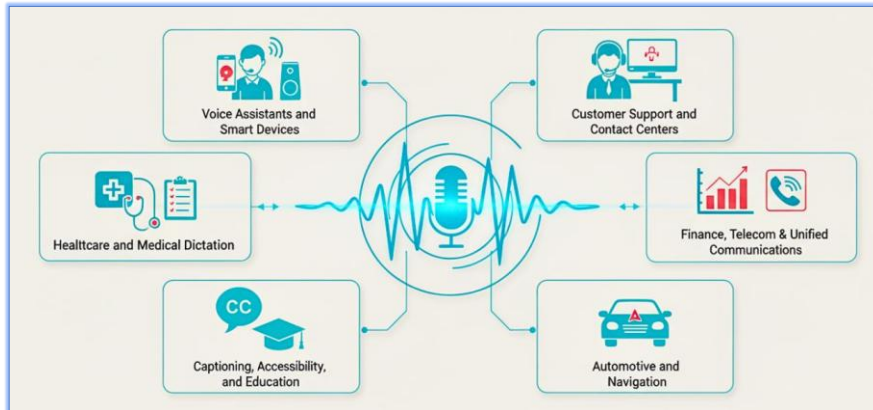 Voice Assistants and
Smart Devices
Customer Support and
Contact Centers
Healttcare and Medical Dictation
Finance, Telecom & Unified
Communications
CC
Captioning, Accessibility,
and Education
Automotive and
Navigation